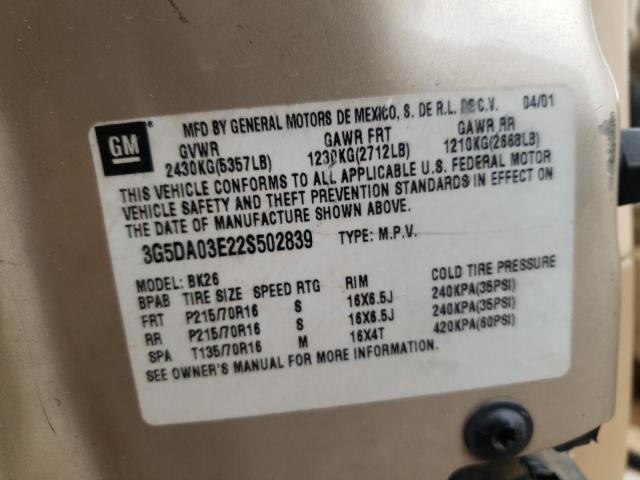 MFD BY GENERAL MOTORS DE MEXICO, S. DE R.L. DE C.V. 04/01
GM
GVWR GAWR FRT GAWR RR
2430KG(5357LB) 1230KG(2712LB) 1210KG(2668LB)
THIS VEHICLE CONFORMS TO ALL APPLICABLE U.S. FEDERAL MOTOR
VEHICLE SAFETY AND THEFT PREVENTION STANDARDS IN EFFECT ON
THE DATE OF MANUFACTURE SHOWN ABOVE.
3G5DA03E22S502839 TYPE: M.P.V.
MODEL: BK26
BPAB TIRE SIZE SPEED RTG RIM COLD TIRE PRESSURE
FRT P215/70R16 S 16X6.5J 240KPA(35PSI)
RR P215/70R16 S 16X6.5J 240KPA(35PSI)
SPA T135/70R16 M 16X4T 420KPA(60PSI)
SEE OWNER'S MANUAL FOR MORE INFORMATION.